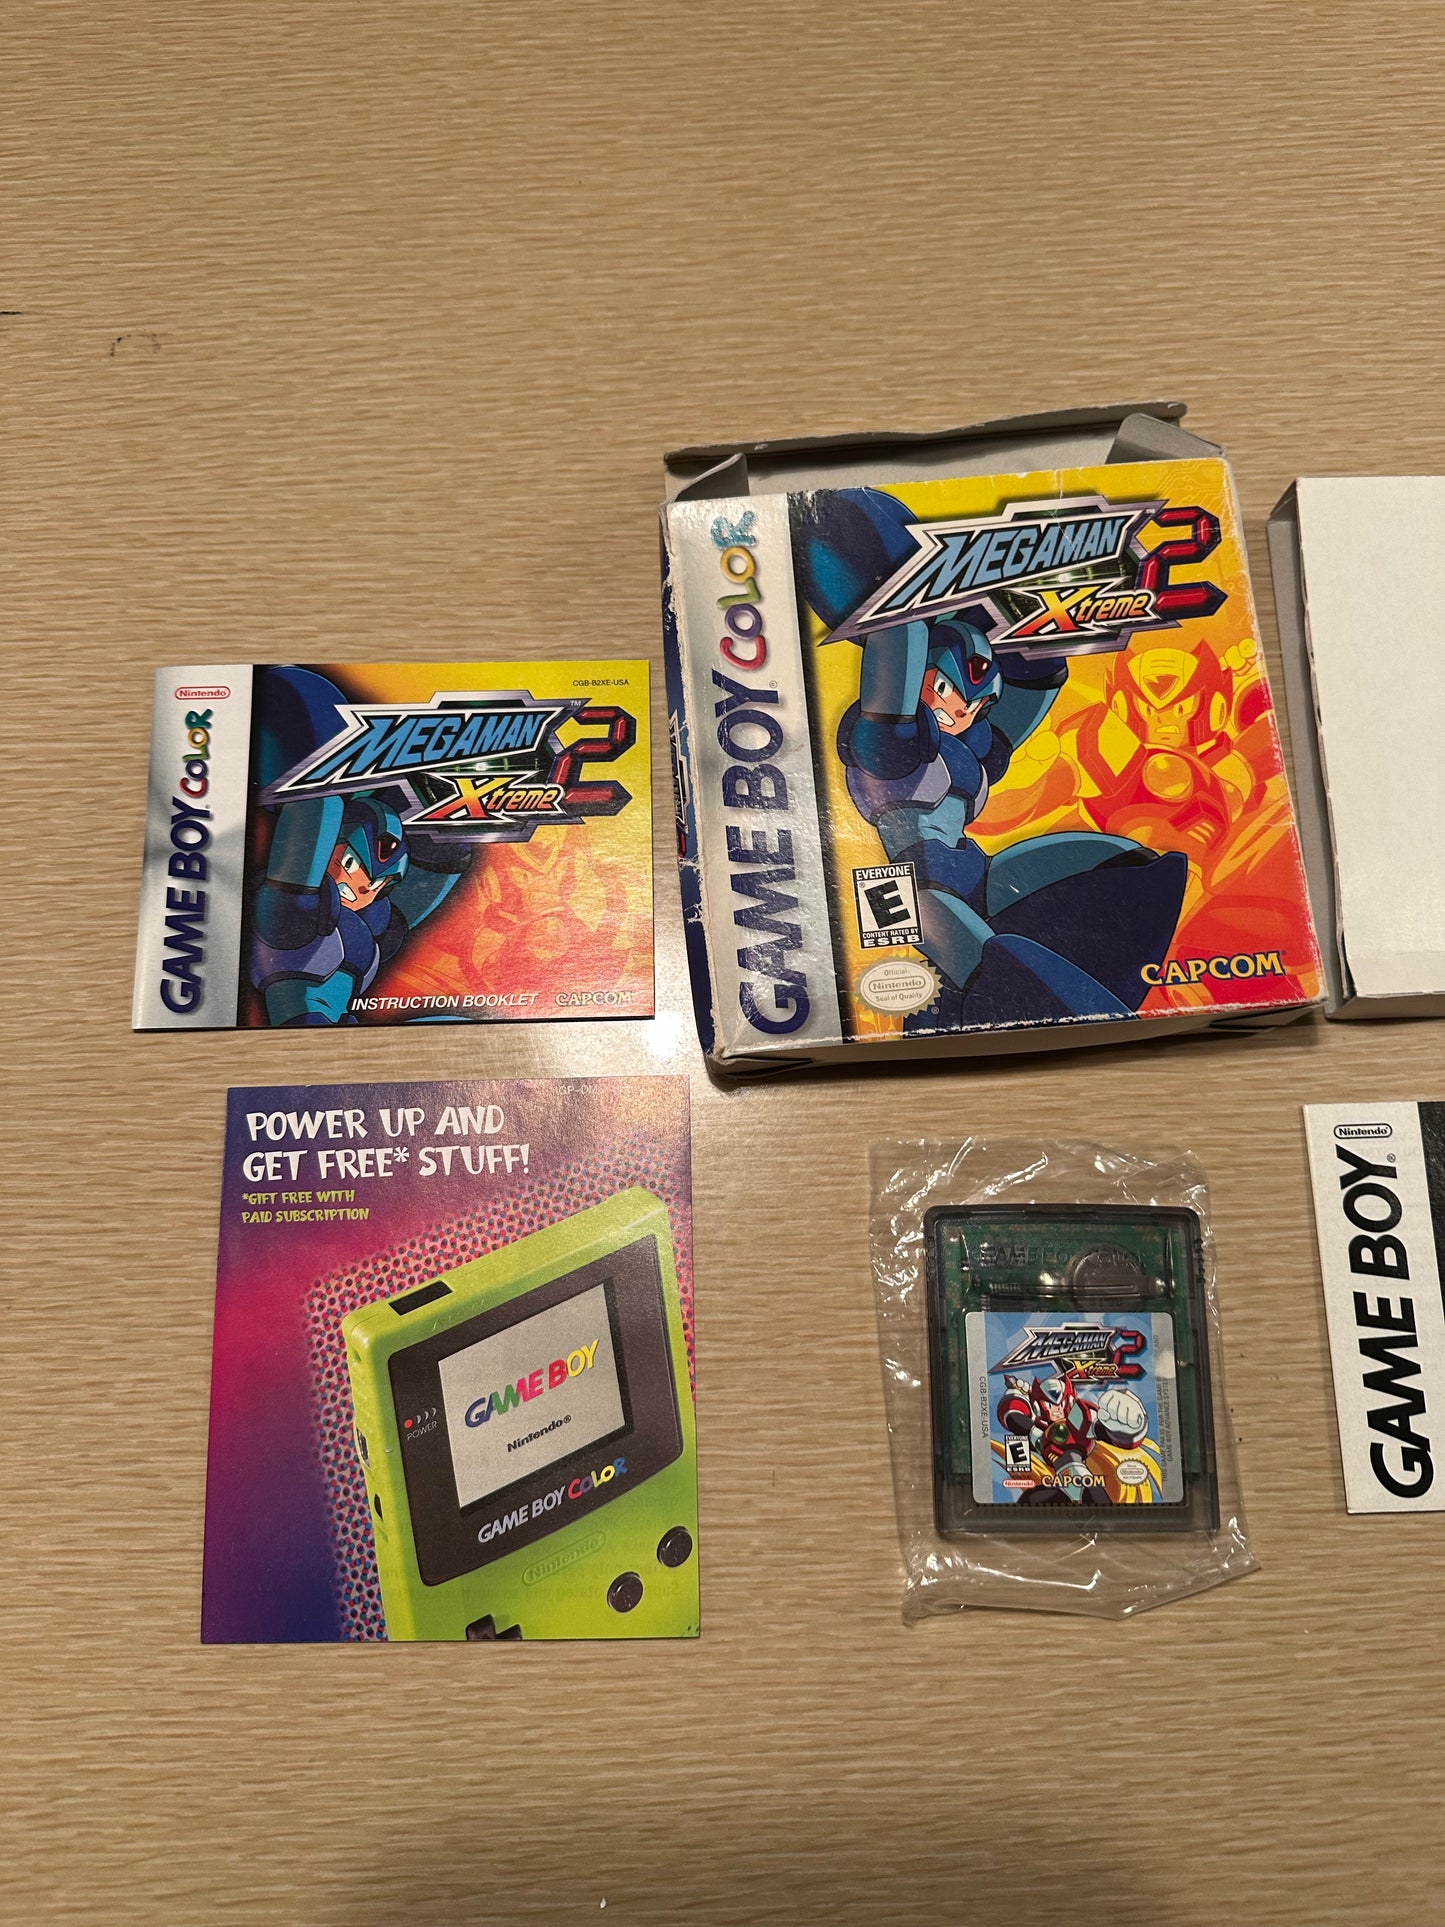 Nintendo
GAME BOY COLOR
CGB-B2XE-USA
MEGAMAN™
Xtreme 2
INSTRUCTION BOOKLET
CAPCOM
GAME BOY® COLOR
MEGAMAN™
Xtreme 2
EVERYONE
E
CONTENT RATED BY
ESRB
Official
Nintendo
Seal of Quality
CAPCOM
POWER UP AND
GET FREE* STUFF!
*GIFT FREE WITH
PAID SUBSCRIPTION
POWER
GAME BOY
Nintendo®
GAME BOY COLOR
Nintendo
MEGAMAN
Xtreme 2
CGB-B2XE-USA
EVERYONE
E
ESRB
Nintendo
CAPCOM
Nintendo
GAME BOY®